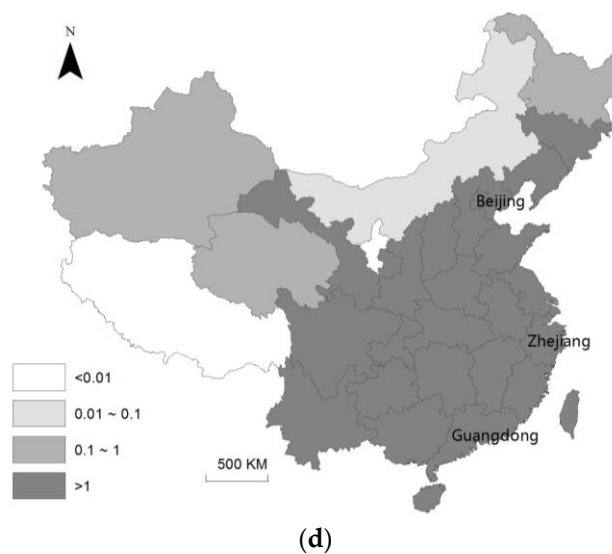 N
Beijing
Zhejiang
Guangdong
<0.01
0.01 ~ 0.1
0.1 ~ 1
>1
500 KM
(d)